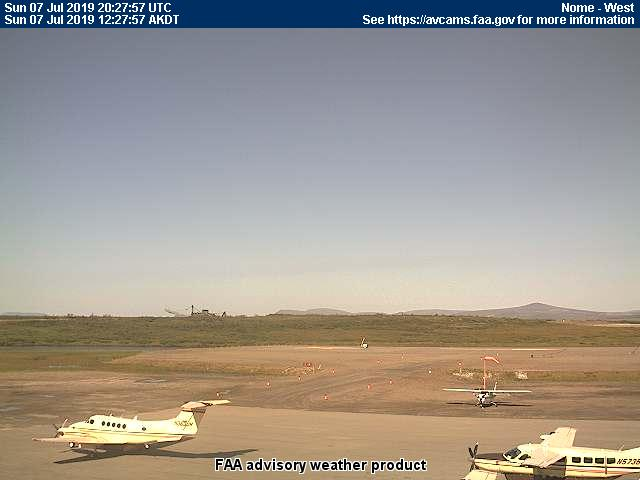 Sun 07 Jul 2019 20:27:57 UTC Nome - West
Sun 07 Jul 2019 12:27:57 AKDT See https://avcams.faa.gov for more information
FAA advisory weather product